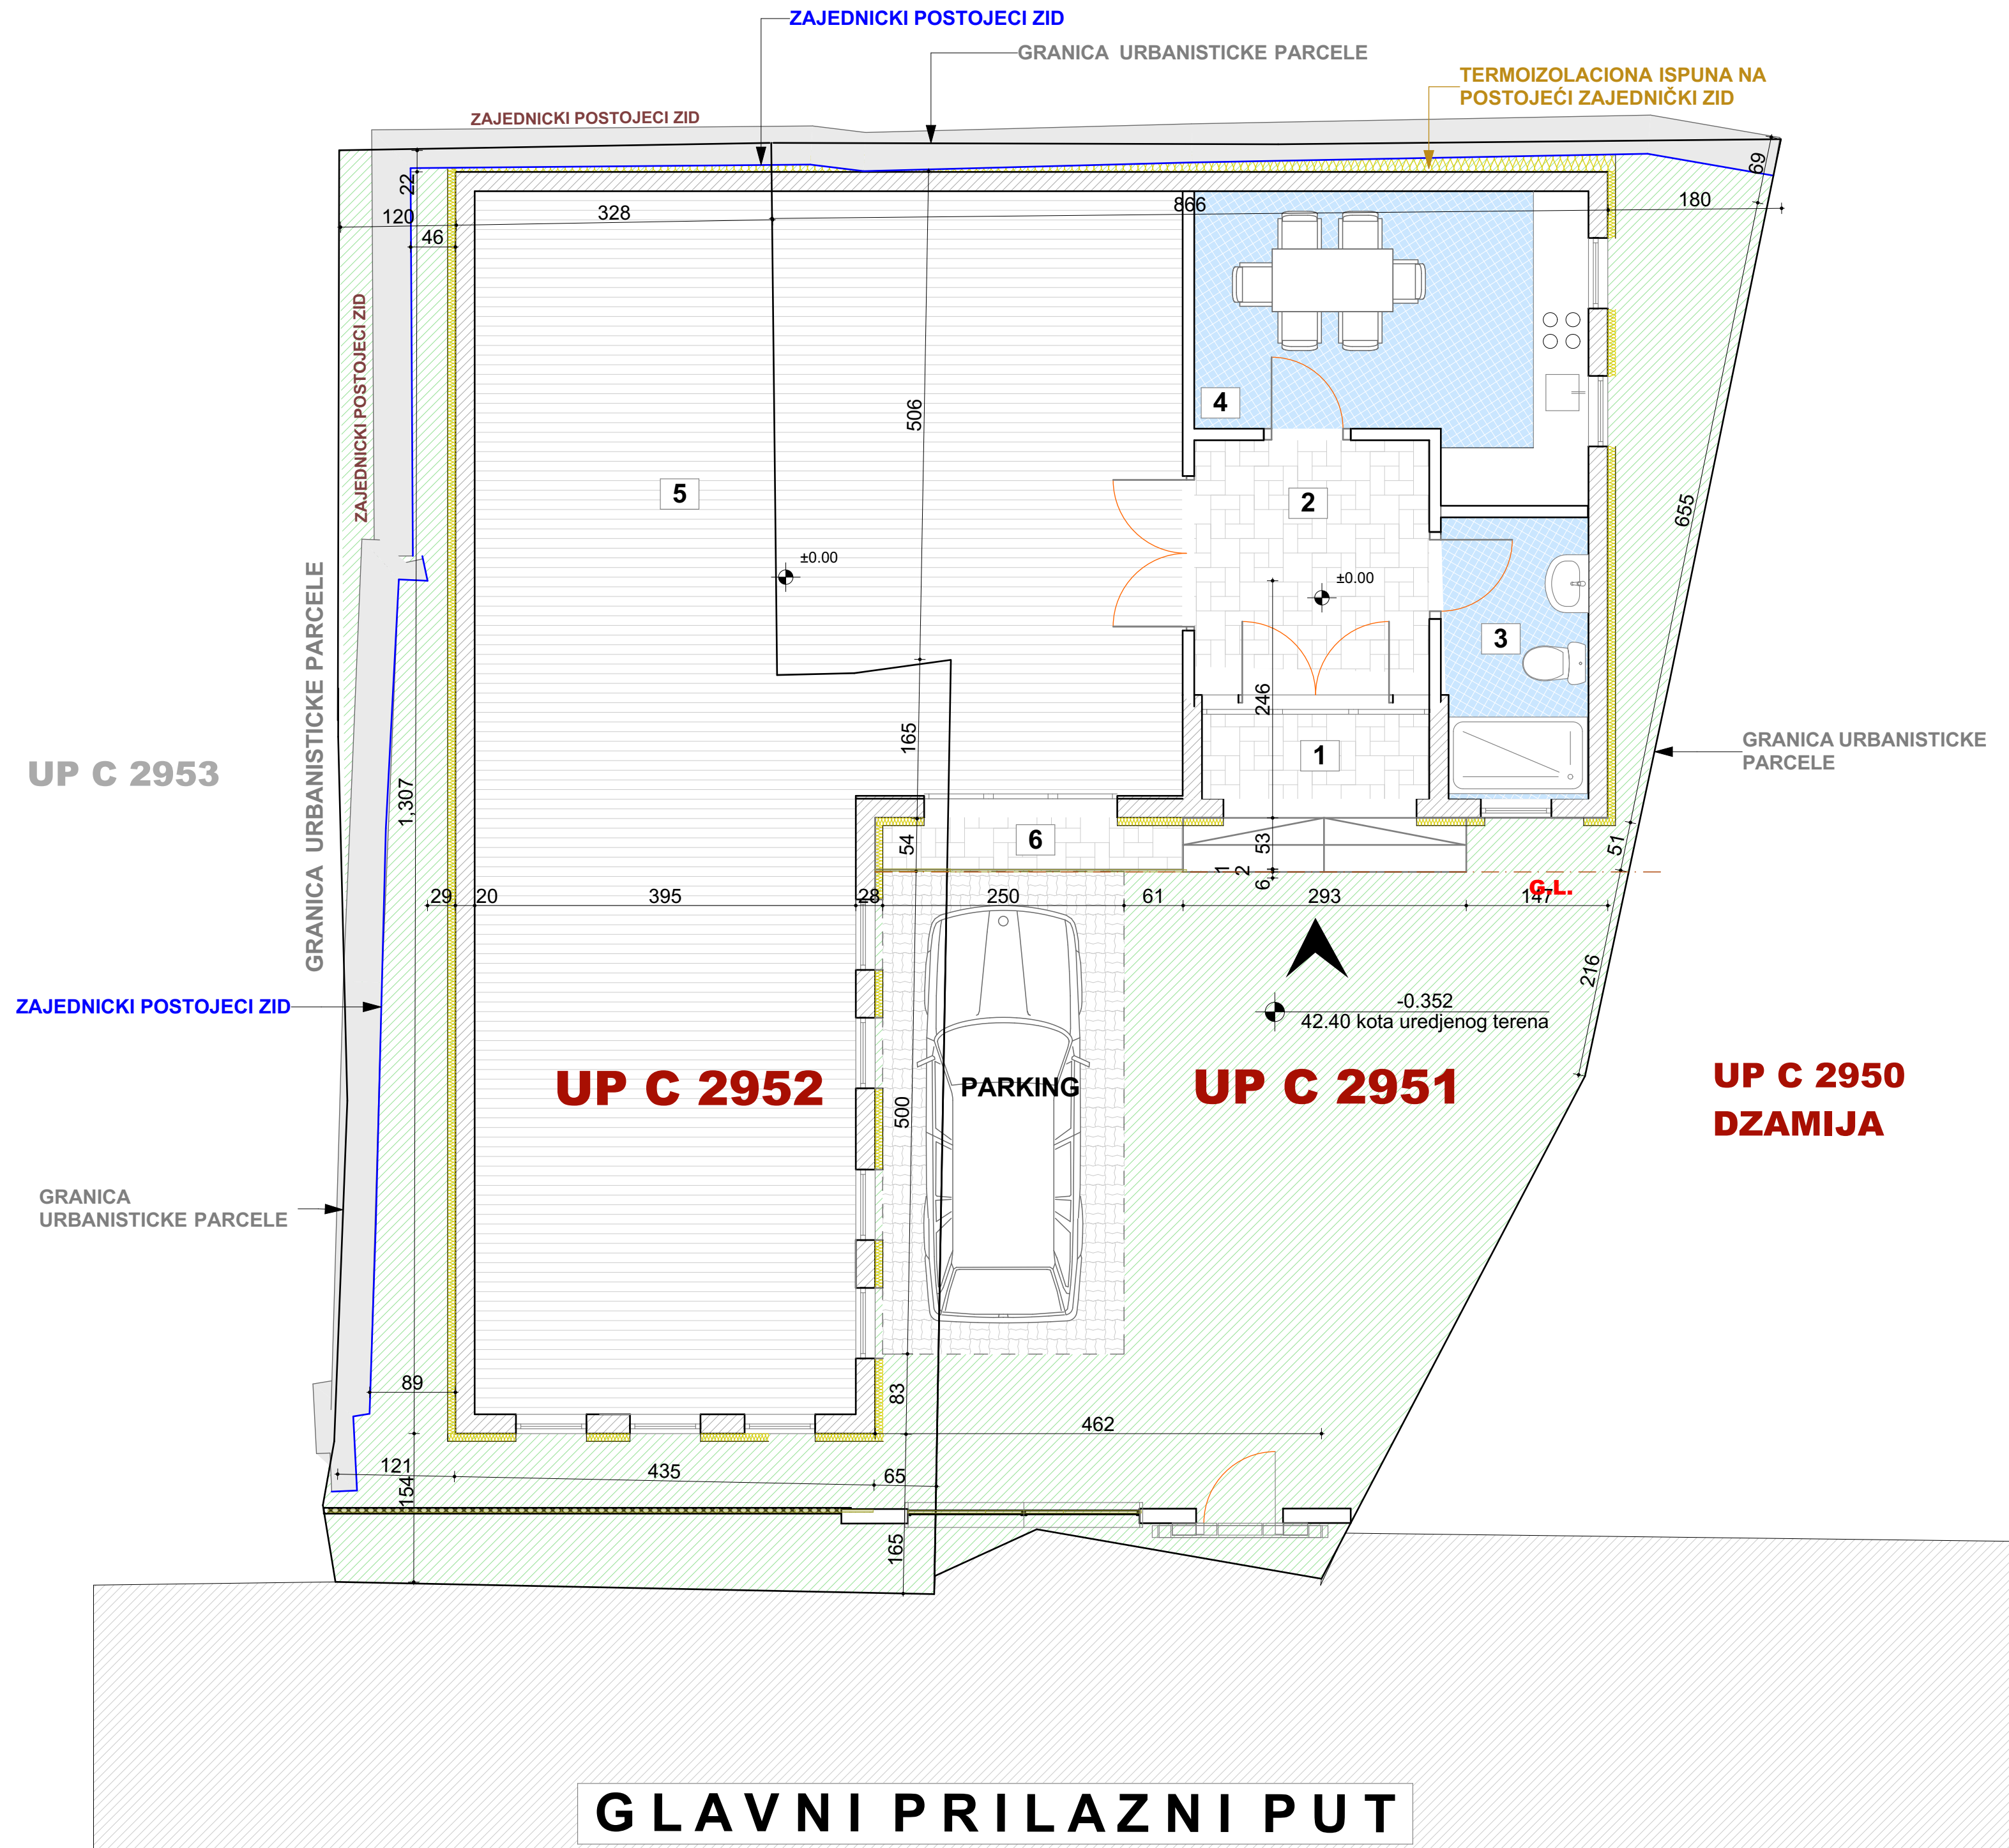 ZAJEDNICKI POSTOJECI ZID
GRANICA URBANISTICKE PARCELE
TERMOIZOLACIONA ISPUNA NA
POSTOJEĆI ZAJEDNIČKI ZID
ZAJEDNICKI POSTOJECI ZID
69
22
120
328
866
180
46
ZAJEDNICKI POSTOJECI ZID
506
4
5
2
655
±0.00
±0.00
GRANICA URBANISTICKE PARCELE
3
246
165
1
GRANICA URBANISTICKE
PARCELE
UP C 2953
1,307
6
54
53
51
1
2
6
G.L.
29
20
395
28
250
61
293
147
216
ZAJEDNICKI POSTOJECI ZID
-0.352
42.40 kota uredjenog terena
UP C 2952
PARKING
UP C 2951
UP C 2950
DZAMIJA
500
GRANICA
URBANISTICKE PARCELE
89
83
462
121
435
65
154
165
GLAVNI PRILAZNI PUT